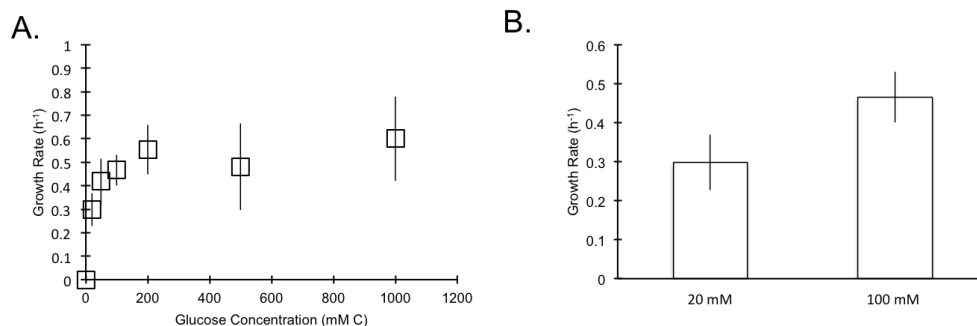 A.
1
0.9
0.8
0.7
0.6
0.5
0.4
0.3
0.2
0.1
0
Growth Rate (h⁻¹)
0 200 400 600 800 1000 1200
Glucose Concentration (mM C)
B.
0.6
0.5
0.4
0.3
0.2
0.1
0
Growth Rate (h⁻¹)
20 mM 100 mM